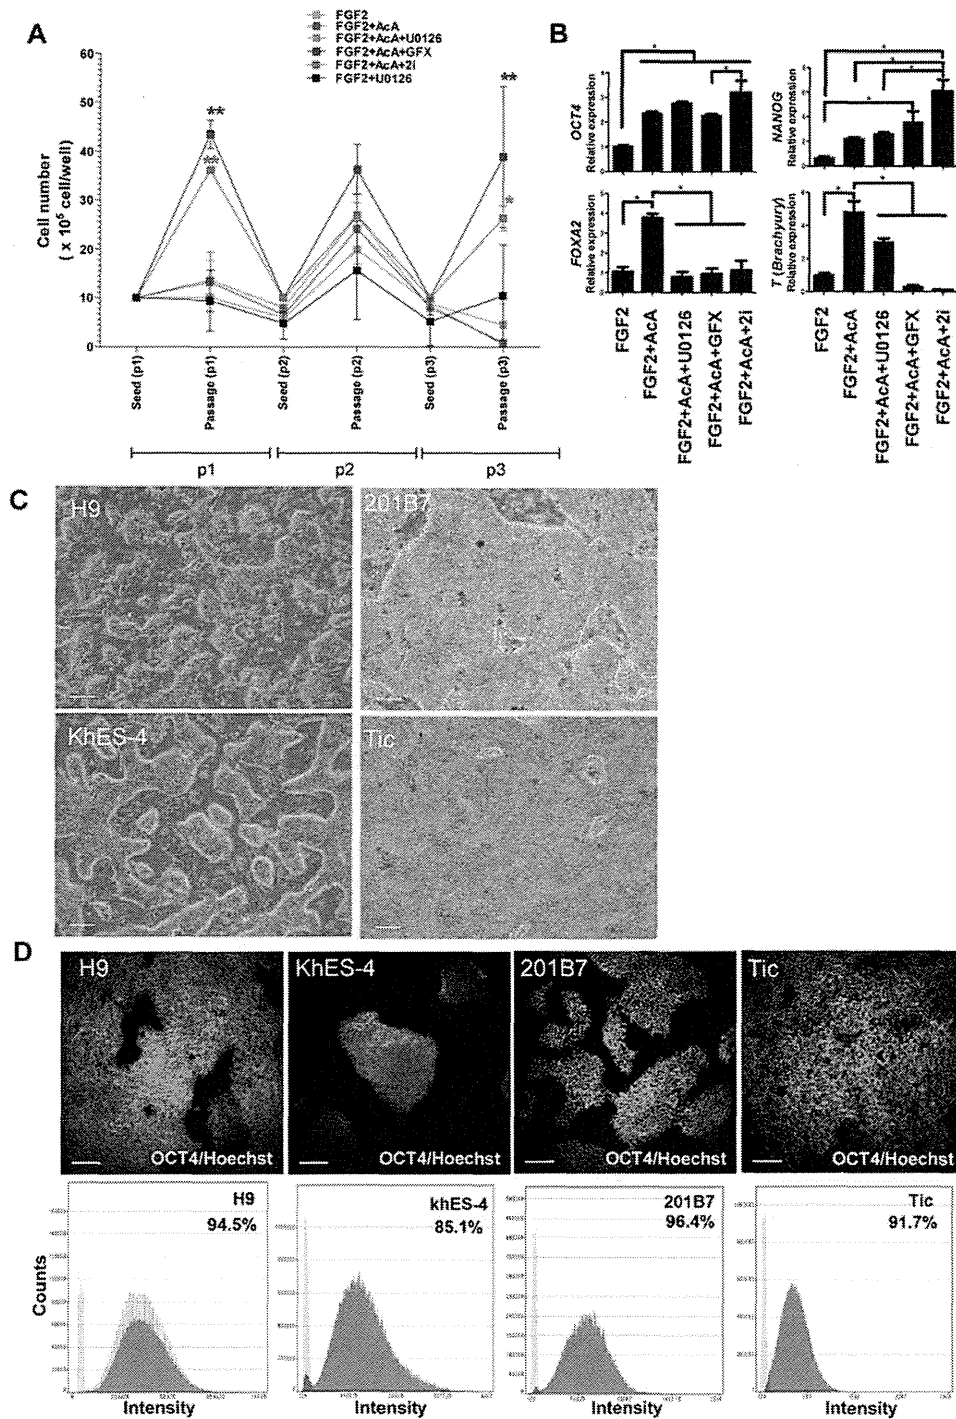 A
FGF2
FGF2+AcA
FGF2+AcA+U0126
FGF2+AcA+GFX
FGF2+AcA+2i
FGF2+U0126
Cell number
( x 10⁵ cell/well)
60
50
40
30
20
10
0
**
**
**
*
Seed (p1)
Passage (p1)
Seed (p2)
Passage (p2)
Seed (p3)
Passage (p3)
p1
p2
p3
B
OCT4
Relative expression
NANOG
Relative expression
FOXA2
Relative expression
T (Brachyury)
Relative expression
FGF2
FGF2+AcA
FGF2+AcA+U0126
FGF2+AcA+GFX
FGF2+AcA+2i
FGF2
FGF2+AcA
FGF2+AcA+U0126
FGF2+AcA+GFX
FGF2+AcA+2i
C
H9
201B7
KhES-4
Tic
D
H9
OCT4/Hoechst
KhES-4
OCT4/Hoechst
201B7
OCT4/Hoechst
Tic
OCT4/Hoechst
Counts
H9
94.5%
Intensity
khES-4
85.1%
Intensity
201B7
96.4%
Intensity
Tic
91.7%
Intensity